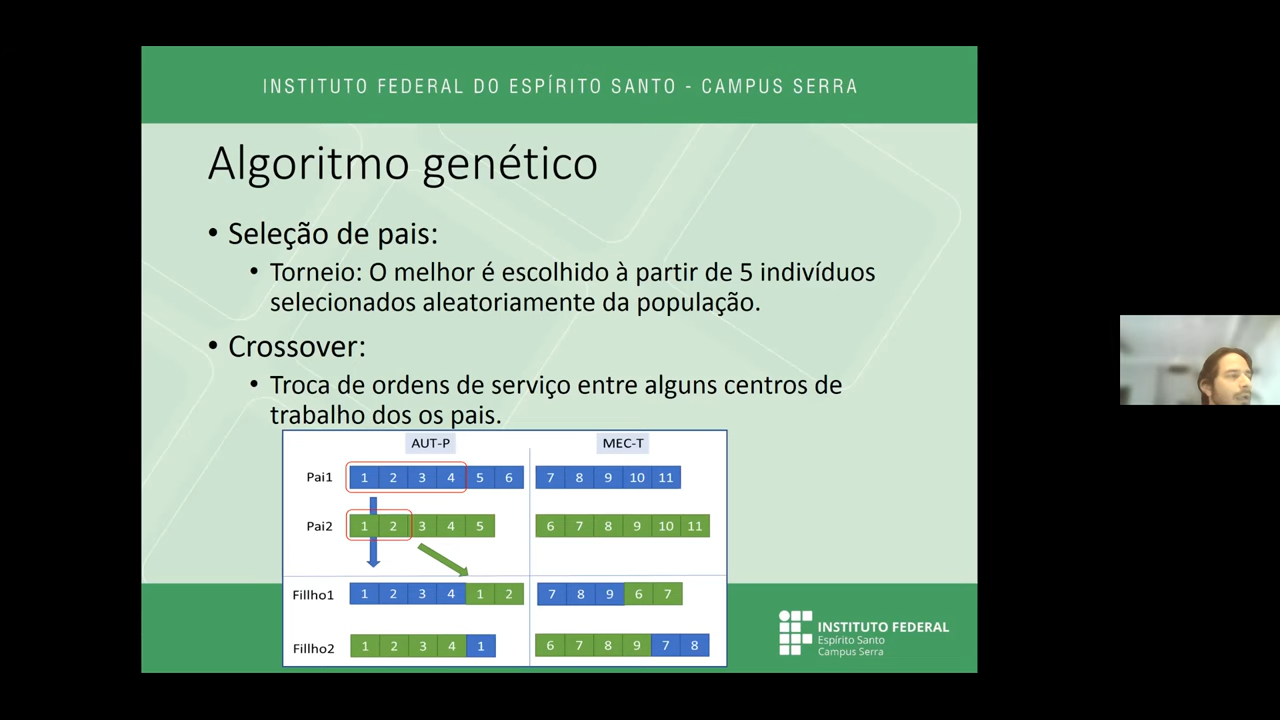 INSTITUTO FEDERAL DO ESPÍRITO SANTO - CAMPUS SERRA
Algoritmo genético
• Seleção de pais:
• Torneio: O melhor é escolhido à partir de 5 indivíduos
selecionados aleatoriamente da população.
• Crossover:
• Troca de ordens de serviço entre alguns centros de
trabalho dos os pais.
AUT-P MEC-T
Pai1 1 2 3 4 5 6 7 8 9 10 11
Pai2 1 2 3 4 5 6 7 8 9 10 11
Fillho1 1 2 3 4 1 2 7 8 9 6 7
Fillho2 1 2 3 4 1 6 7 8 9 7 8
INSTITUTO FEDERAL
Espírito Santo
Campus Serra